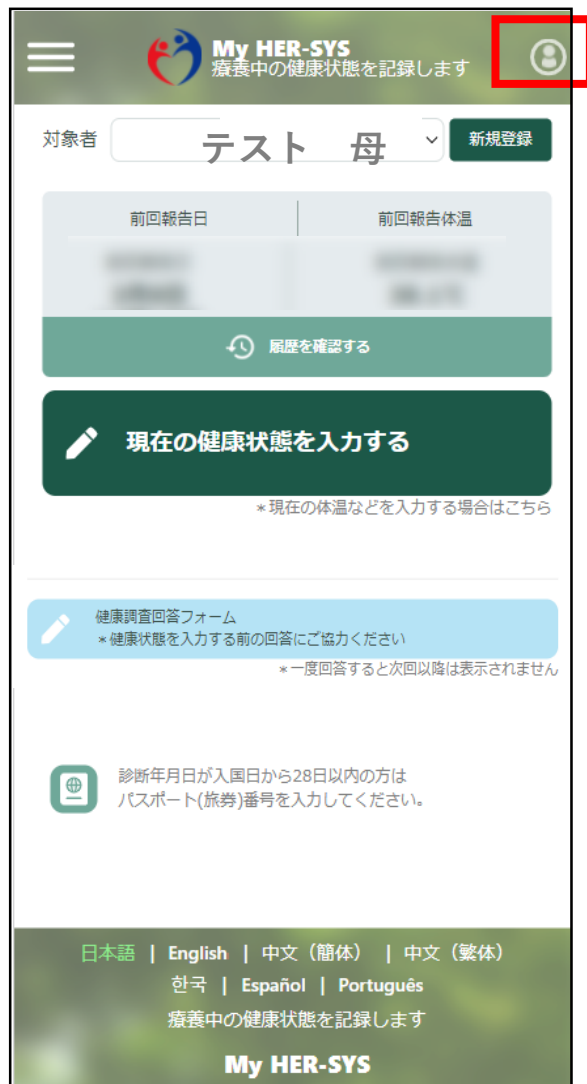 My HER-SYS
療養中の健康状態を記録します
対象者 テスト 母 新規登録
前回報告日 前回報告体温
履歴を確認する
現在の健康状態を入力する
*現在の体温などを入力する場合はこちら
健康調査回答フォーム
*健康状態を入力する前の回答にご協力ください
*一度回答すると次回以降は表示されません
診断年月日が入国日から28日以内の方は
パスポート(旅券)番号を入力してください。
日本語 | English | 中文（简体） | 中文（繁体）
한국 | Español | Português
療養中の健康状態を記録します
My HER-SYS